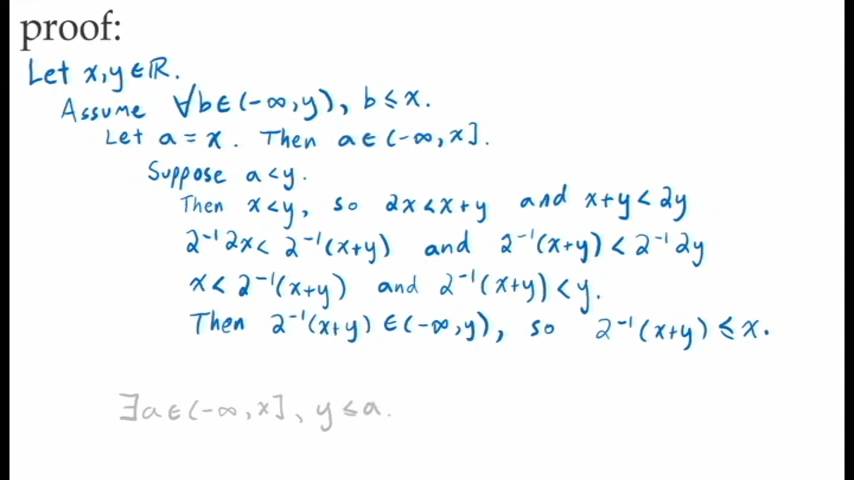 proof:
Let x,y∈ℝ.
Assume ∀b∈(-∞,y), b≤x.
Let a=x. Then a∈(-∞,x].
Suppose a<y.
Then x<y, so 2x<x+y and x+y<2y
2⁻¹2x<2⁻¹(x+y) and 2⁻¹(x+y)<2⁻¹2y
x<2⁻¹(x+y) and 2⁻¹(x+y)<y.
Then 2⁻¹(x+y)∈(-∞,y), so 2⁻¹(x+y)≤x.
∃a∈(-∞,x], y≤a.